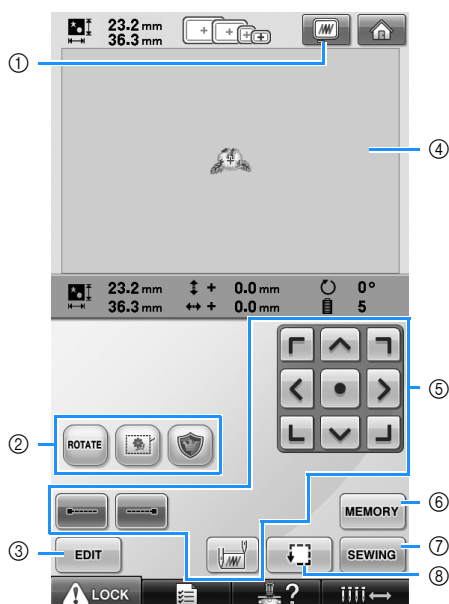 23.2 mm
36.3 mm
①
④
23.2 mm + 0.0 mm 0°
36.3 mm + 0.0 mm 5
⑤
②
ROTATE
⑥
MEMORY
③
EDIT
SEWING
⑦
⑧
LOCK
?